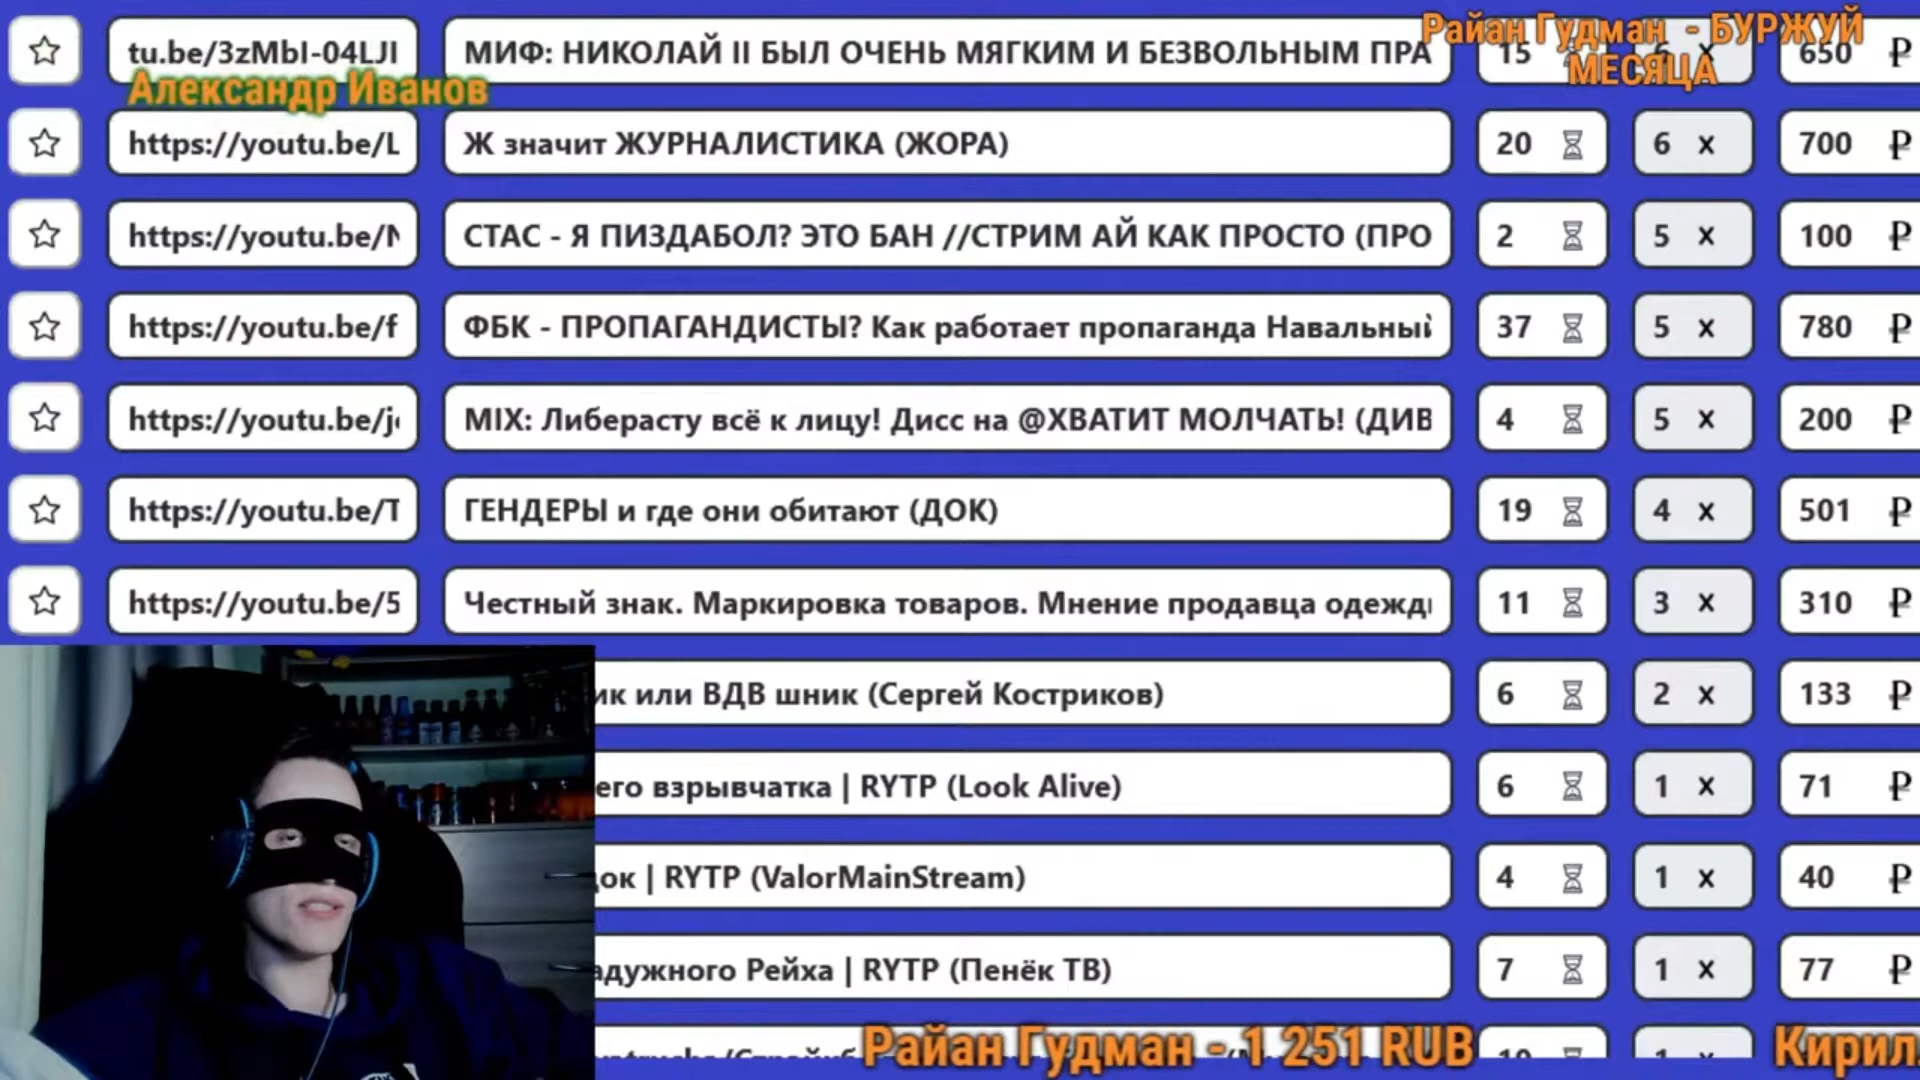 Райан Гудман - БУРЖУЙ
МЕСЯЦА
tu.be/3zMbI-04LJI МИФ: НИКОЛАЙ II БЫЛ ОЧЕНЬ МЯГКИМ И БЕЗВОЛЬНЫМ ПРА 15 6 x 650 ₽
Александр Иванов
https://youtu.be/L Ж значит ЖУРНАЛИСТИКА (ЖОРА) 20 6 x 700 ₽
https://youtu.be/N СТАС - Я ПИЗДАБОЛ? ЭТО БАН //СТРИМ АЙ КАК ПРОСТО (ПРО 2 5 x 100 ₽
https://youtu.be/f ФБК - ПРОПАГАНДИСТЫ? Как работает пропаганда Навальный 37 5 x 780 ₽
https://youtu.be/j MIX: Либерасту всё к лицу! Дисс на @ХВАТИТ МОЛЧАТЬ! (ДИВ 4 5 x 200 ₽
https://youtu.be/T ГЕНДЕРЫ и где они обитают (ДОК) 19 4 x 501 ₽
https://youtu.be/5 Честный знак. Маркировка товаров. Мнение продавца одежды 11 3 x 310 ₽
ик или ВДВ шник (Сергей Костриков) 6 2 x 133 ₽
его взрывчатка | RYTP (Look Alive) 6 1 x 71 ₽
ок | RYTP (ValorMainStream) 4 1 x 40 ₽
адужного Рейха | RYTP (Пенёк ТВ) 7 1 x 77 ₽
Райан Гудман - 1 251 RUB Кирил